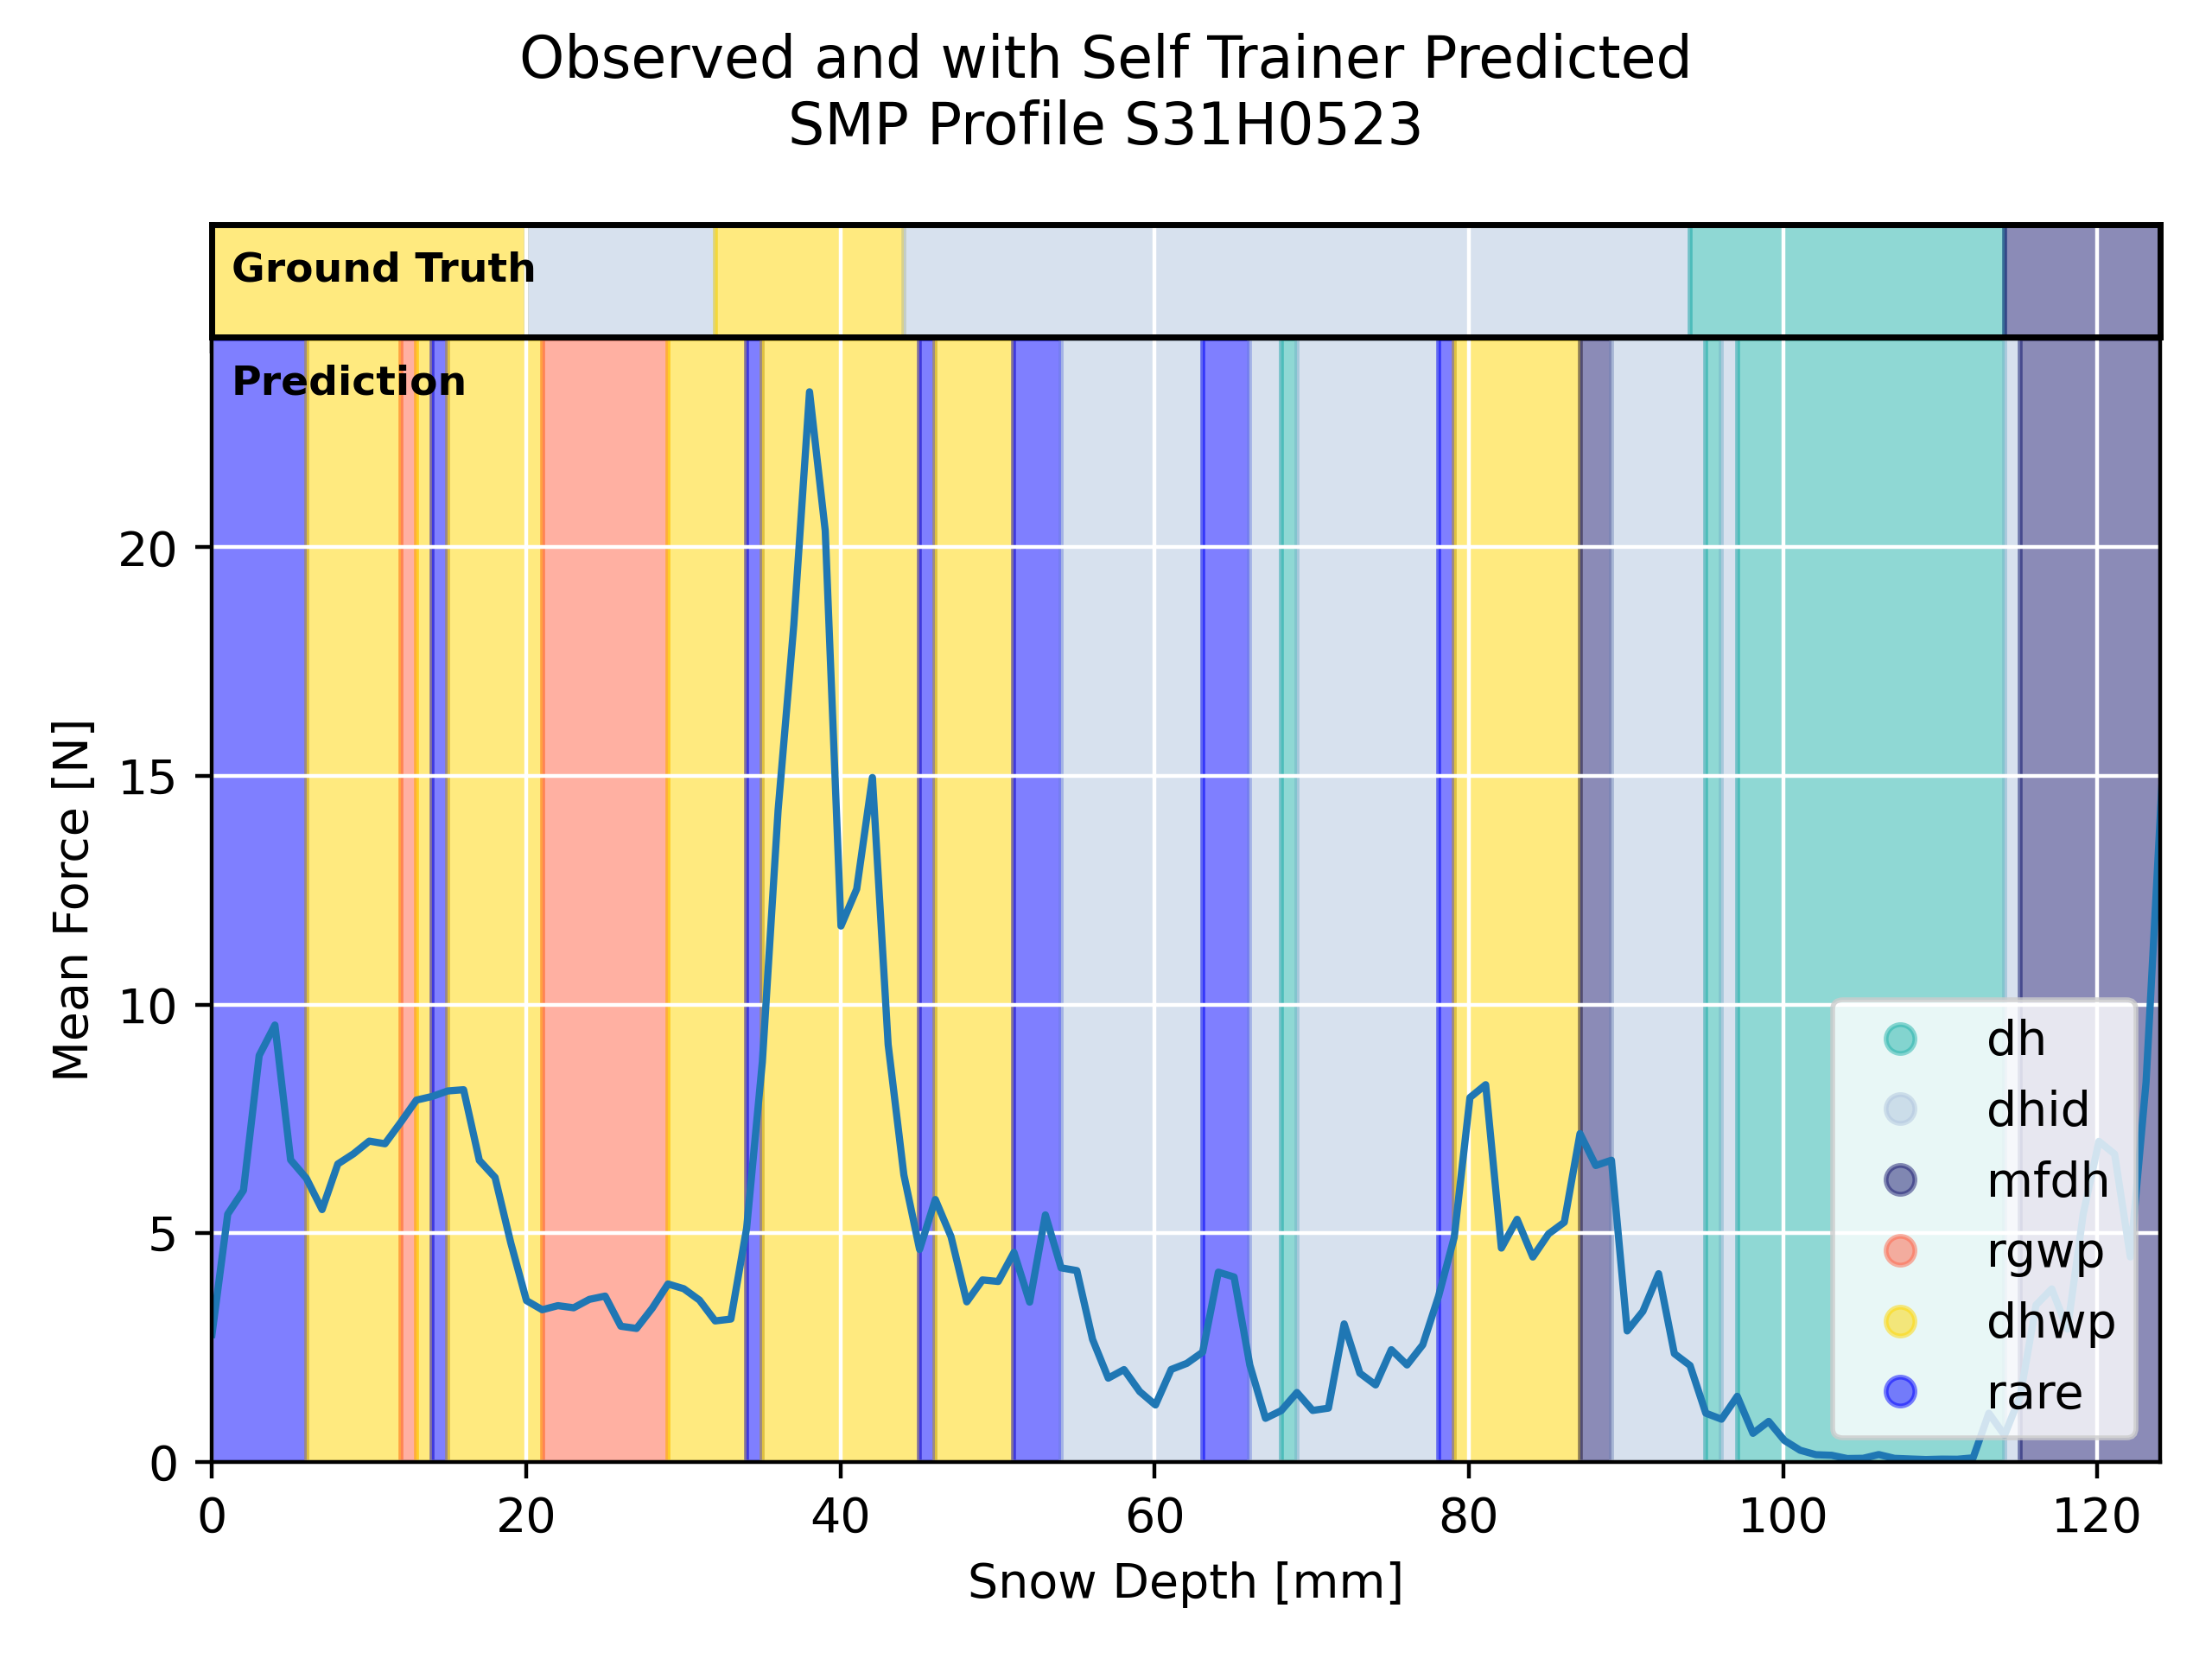 Observed and with Self Trainer Predicted
SMP Profile S31H0523
Ground Truth
Prediction
20
15
10
5
0
Mean Force [N]
dh
dhid
mfdh
rgwp
dhwp
rare
0 20 40 60 80 100 120
Snow Depth [mm]